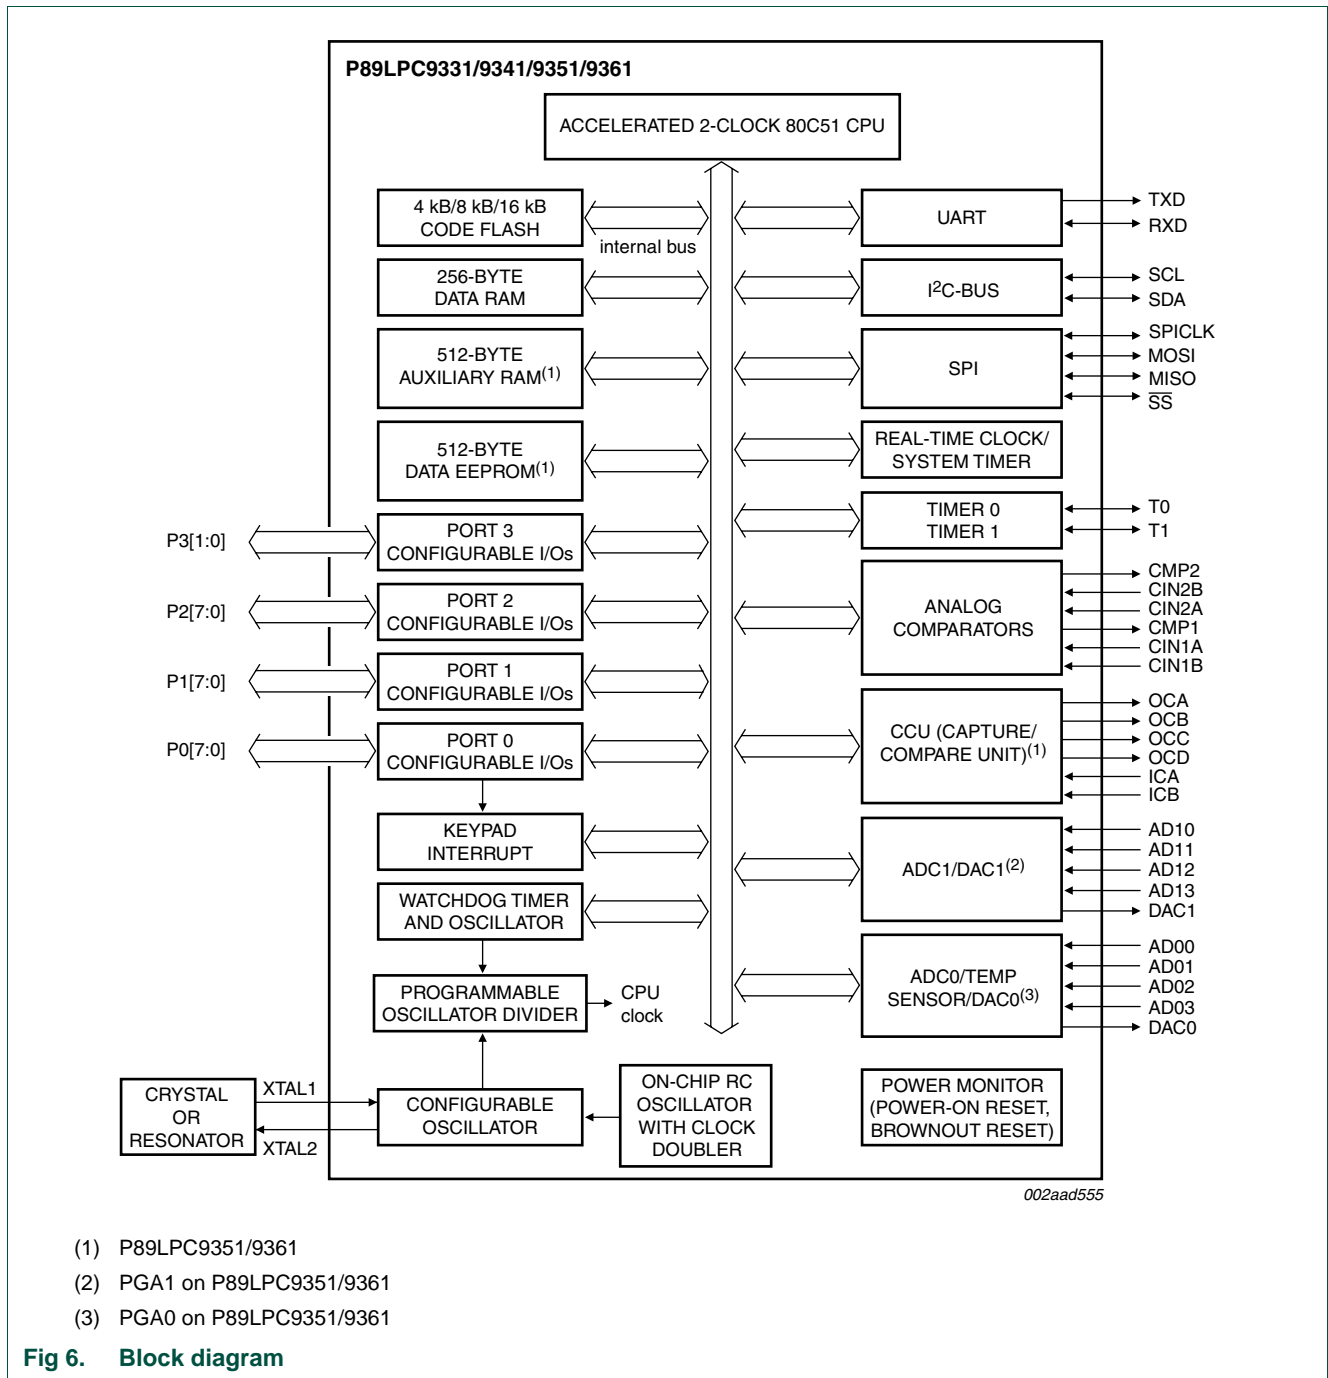 P89LPC9331/9341/9351/9361
ACCELERATED 2-CLOCK 80C51 CPU
4 kB/8 kB/16 kB
CODE FLASH
internal bus
256-BYTE
DATA RAM
512-BYTE
AUXILIARY RAM(1)
512-BYTE
DATA EEPROM(1)
P3[1:0]
PORT 3
CONFIGURABLE I/Os
P2[7:0]
PORT 2
CONFIGURABLE I/Os
P1[7:0]
PORT 1
CONFIGURABLE I/Os
P0[7:0]
PORT 0
CONFIGURABLE I/Os
KEYPAD
INTERRUPT
WATCHDOG TIMER
AND OSCILLATOR
PROGRAMMABLE
OSCILLATOR DIVIDER
CPU
clock
CRYSTAL
OR
RESONATOR
XTAL1
XTAL2
CONFIGURABLE
OSCILLATOR
ON-CHIP RC
OSCILLATOR
WITH CLOCK
DOUBLER
UART
TXD
RXD
I2C-BUS
SCL
SDA
SPI
SPICLK
MOSI
MISO
SS
REAL-TIME CLOCK/
SYSTEM TIMER
TIMER 0
TIMER 1
T0
T1
ANALOG
COMPARATORS
CMP2
CIN2B
CIN2A
CMP1
CIN1A
CIN1B
CCU (CAPTURE/
COMPARE UNIT)(1)
OCA
OCB
OCC
OCD
ICA
ICB
ADC1/DAC1(2)
AD10
AD11
AD12
AD13
DAC1
ADC0/TEMP
SENSOR/DAC0(3)
AD00
AD01
AD02
AD03
DAC0
POWER MONITOR
(POWER-ON RESET,
BROWNOUT RESET)
002aad555
(1) P89LPC9351/9361
(2) PGA1 on P89LPC9351/9361
(3) PGA0 on P89LPC9351/9361
Fig 6. Block diagram